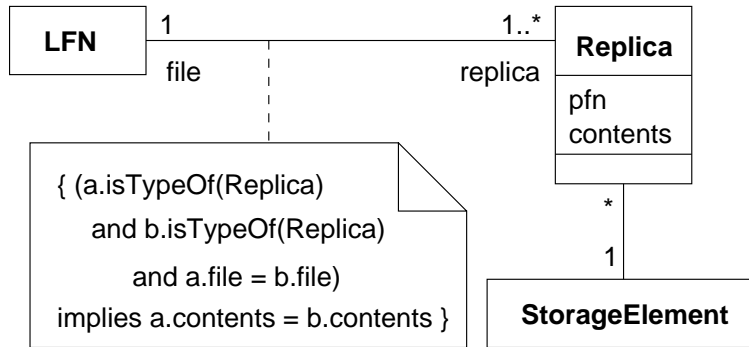 LFN
1
1..*
file
replica
Replica
pfn
contents
{ (a.isTypeOf(Replica)
and b.isTypeOf(Replica)
and a.file = b.file)
implies a.contents = b.contents }
*
1
StorageElement